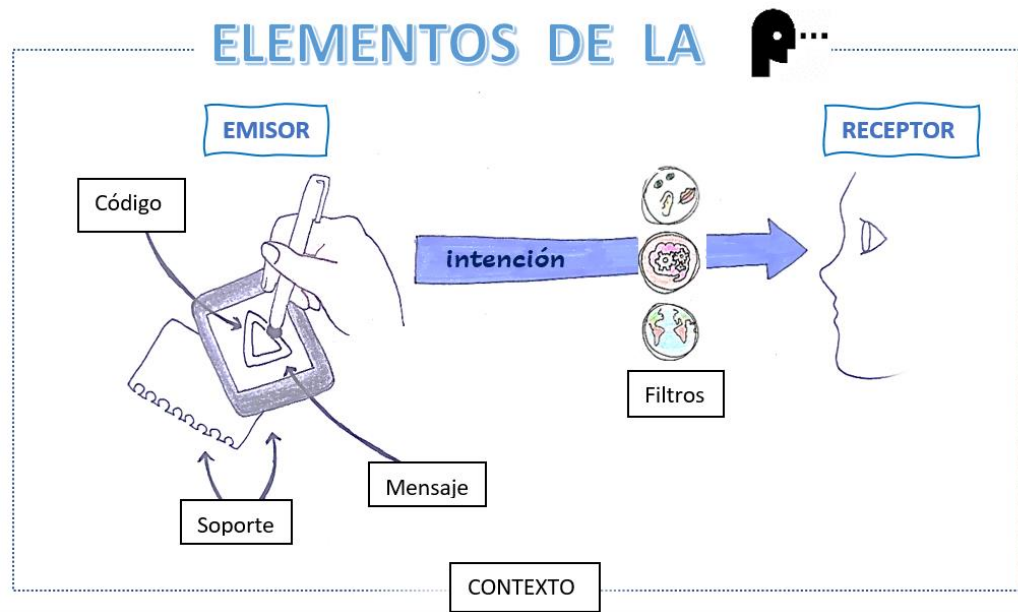 ELEMENTOS DE LA
EMISOR
RECEPTOR
Código
intención
Filtros
Mensaje
Soporte
CONTEXTO